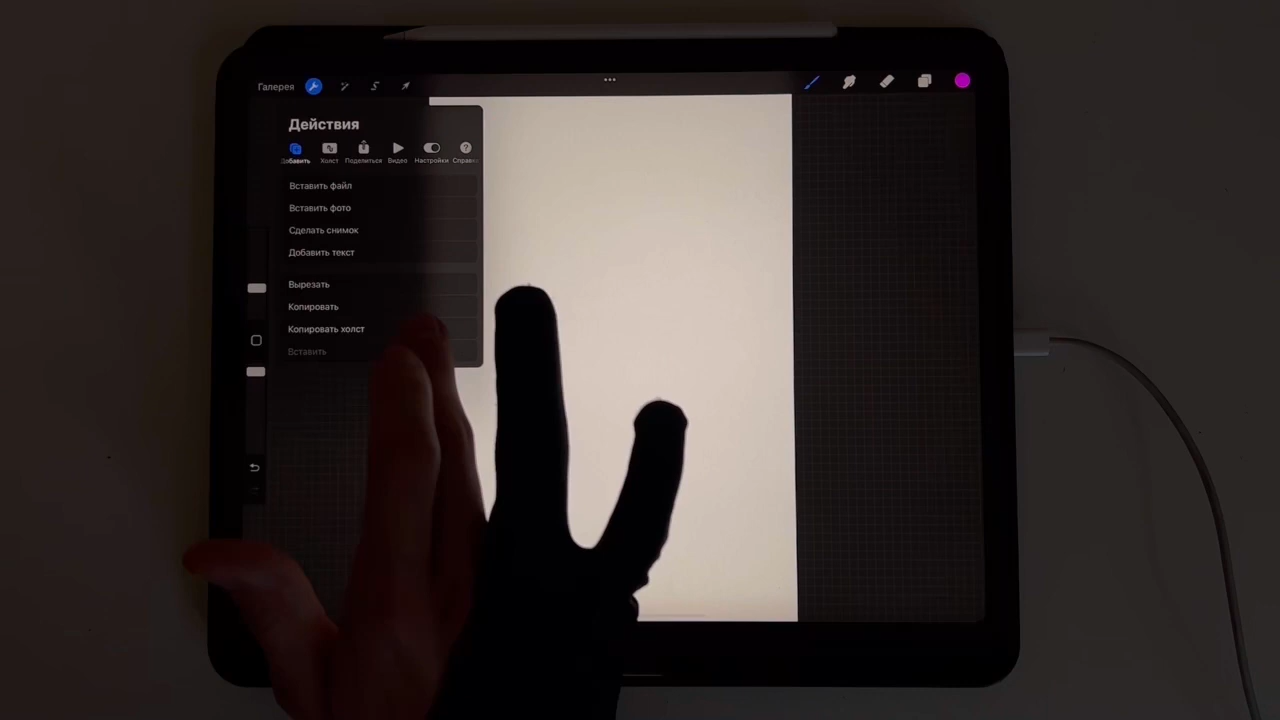 Галерея
Действия
Добавить Холст Поделиться Видео Настройки Справка
Вставить файл
Вставить фото
Сделать снимок
Добавить текст
Вырезать
Копировать
Копировать холст
Вставить